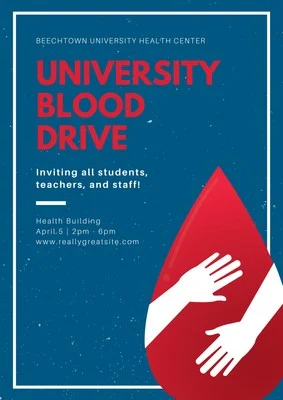 BEECHTOWN UNIVERSITY HEALTH CENTER
UNIVERSITY
BLOOD
DRIVE
Inviting all students,
teachers, and staff!
Health Building
April.5 | 2pm - 6pm
www.reallygreatsite.com